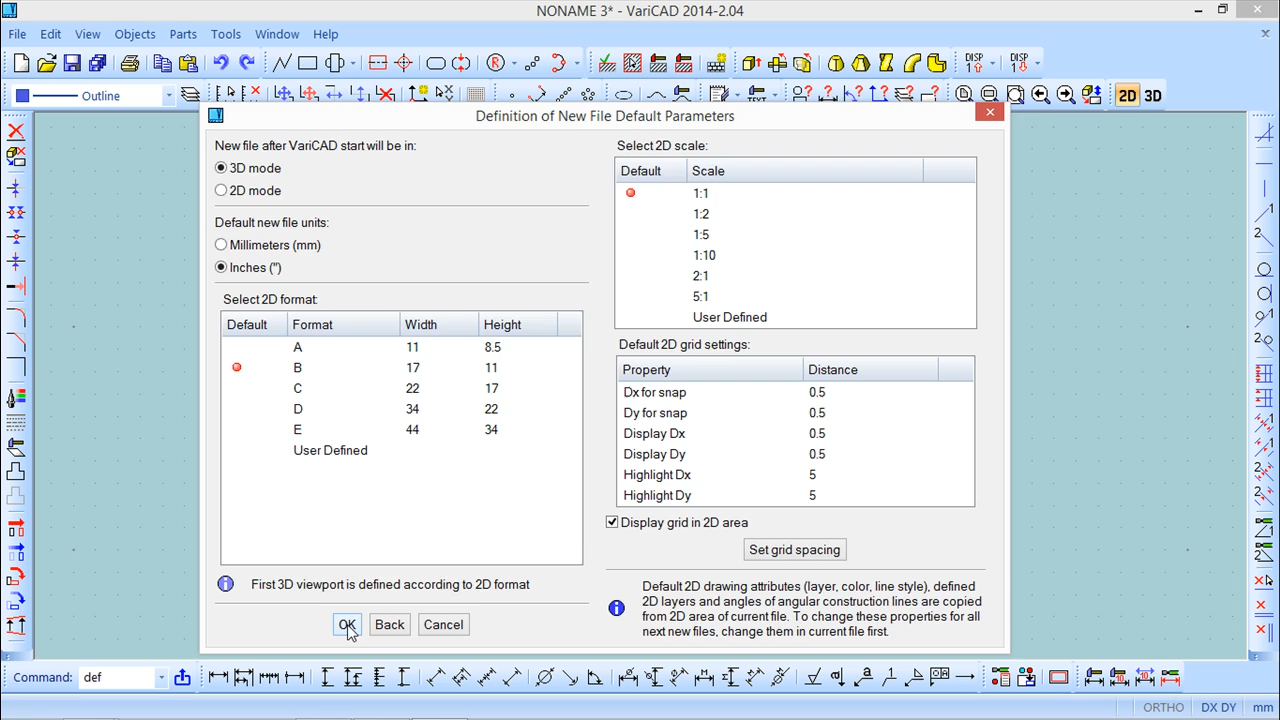 NONAME 3* - VariCAD 2014-2.04
File Edit View Objects Parts Tools Window Help
DISP DISP
Outline
2D 3D
Definition of New File Default Parameters
New file after VariCAD start will be in:
3D mode
2D mode
Default new file units:
Millimeters (mm)
Inches (")
Select 2D format:
Default Format Width Height
A 11 8.5
B 17 11
C 22 17
D 34 22
E 44 34
User Defined
First 3D viewport is defined according to 2D format
OK Back Cancel
Select 2D scale:
Default Scale
1:1
1:2
1:5
1:10
2:1
5:1
User Defined
Default 2D grid settings:
Property Distance
Dx for snap 0.5
Dy for snap 0.5
Display Dx 0.5
Display Dy 0.5
Highlight Dx 5
Highlight Dy 5
Display grid in 2D area
Set grid spacing
Default 2D drawing attributes (layer, color, line style), defined
2D layers and angles of angular construction lines are copied
from 2D area of current file. To change these properties for all
next new files, change them in current file first.
Command: def
ORTHO DX DY mm